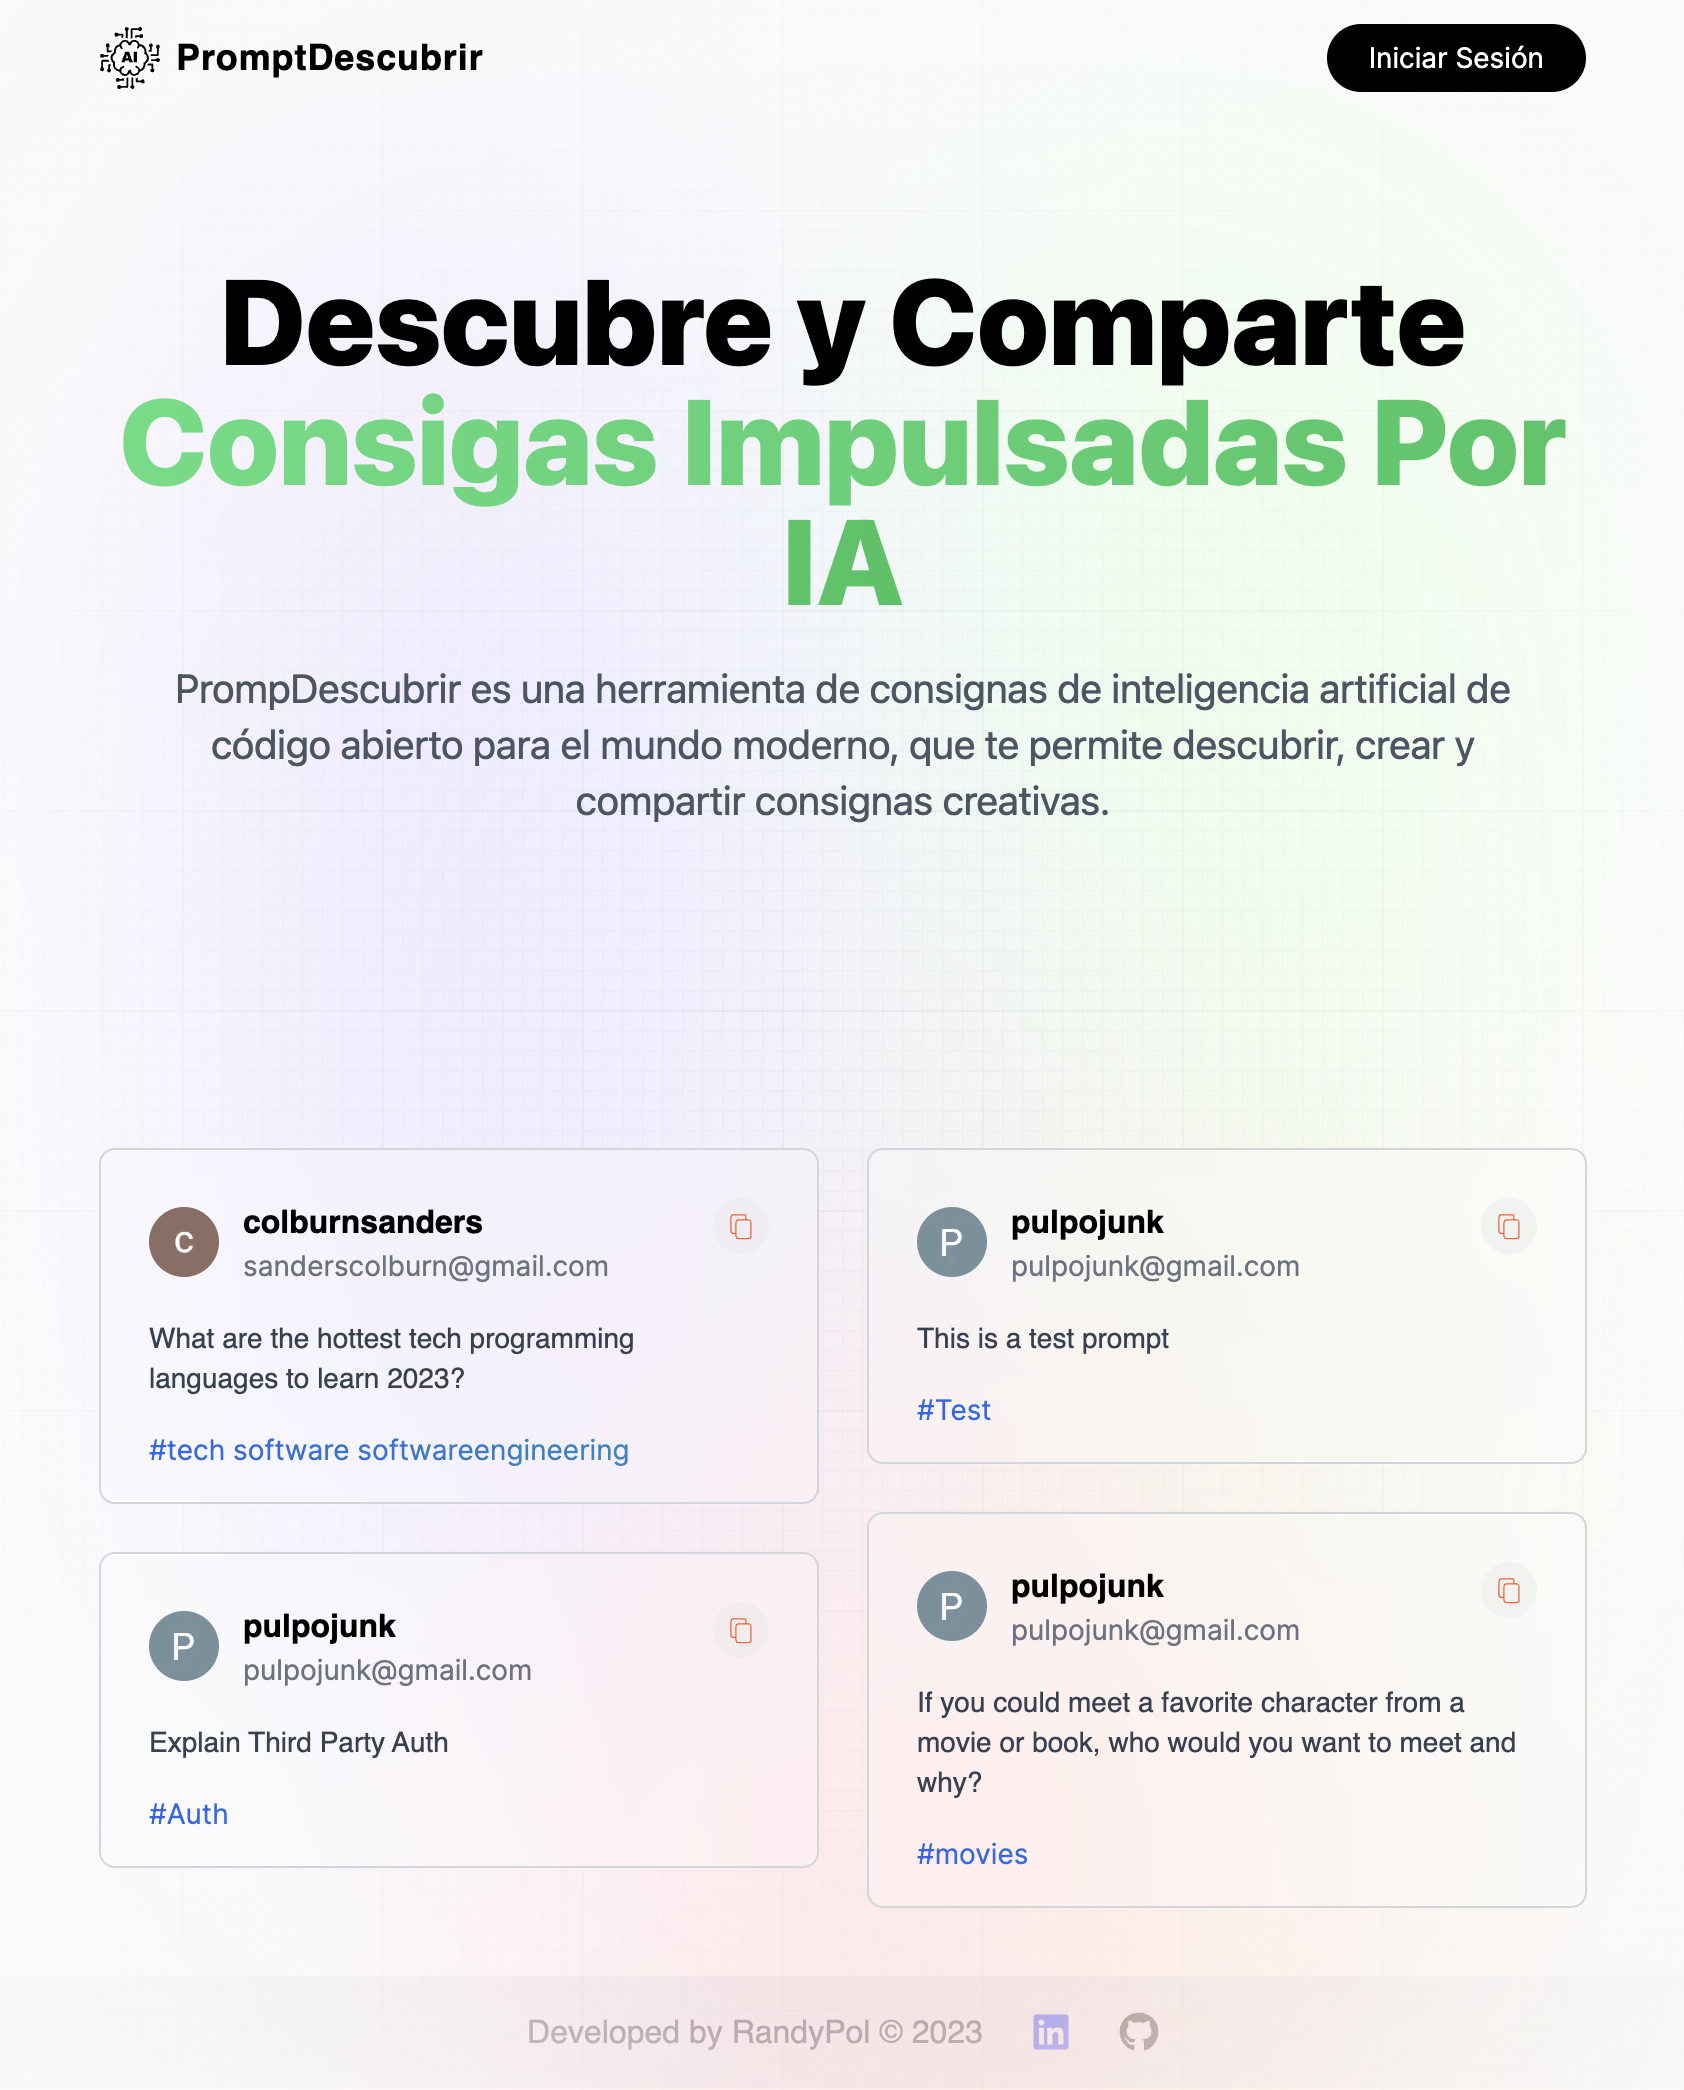 AI
PromptDescubrir
Iniciar Sesión
Descubre y Comparte
Consigas Impulsadas Por
IA
PrompDescubrir es una herramienta de consignas de inteligencia artificial de
código abierto para el mundo moderno, que te permite descubrir, crear y
compartir consignas creativas.
c
colburnsanders
sanderscolburn@gmail.com
What are the hottest tech programming
languages to learn 2023?
#tech software softwareengineering
P
pulpojunk
pulpojunk@gmail.com
Explain Third Party Auth
#Auth
P
pulpojunk
pulpojunk@gmail.com
This is a test prompt
#Test
P
pulpojunk
pulpojunk@gmail.com
If you could meet a favorite character from a
movie or book, who would you want to meet and
why?
#movies
Developed by RandyPol © 2023
in